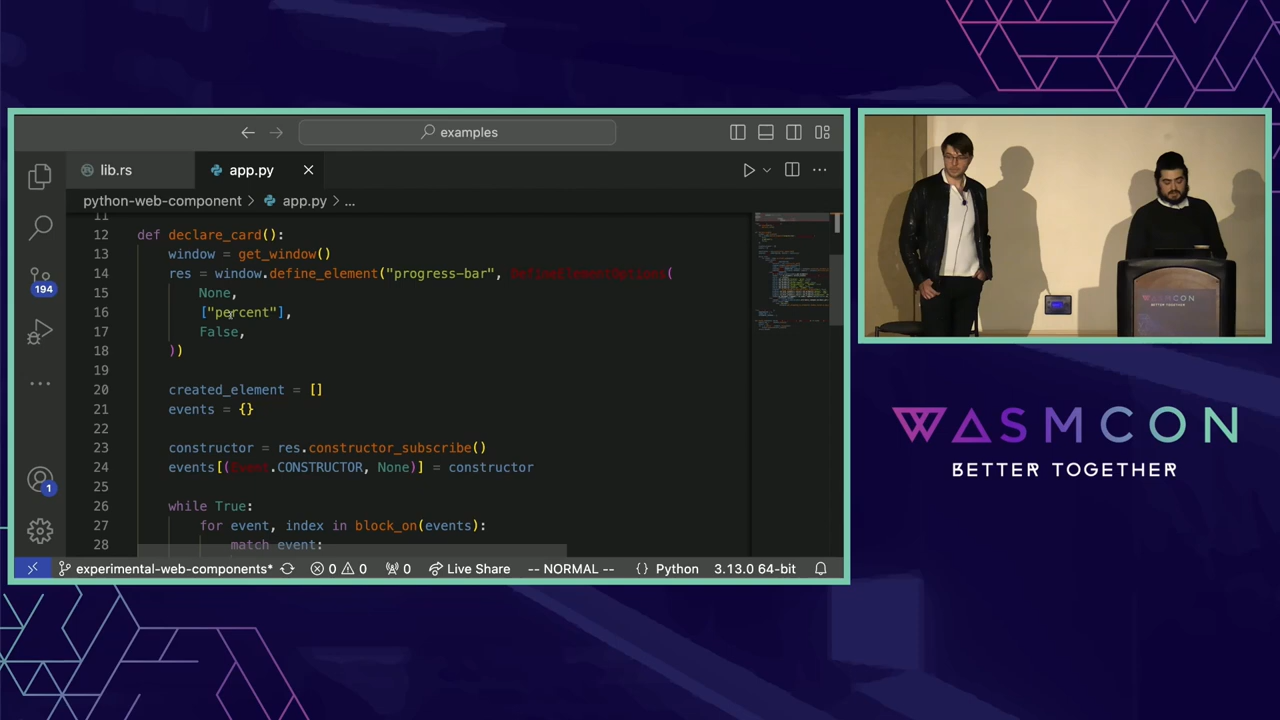 examples
lib.rs
app.py
python-web-component > app.py > ...
11
12 def declare_card():
13 window = get_window()
14 res = window.define_element("progress-bar", DefineElementOptions(
15 None,
16 ["percent"],
17 False,
18 ))
19
20 created_element = []
21 events = {}
22
23 constructor = res.constructor_subscribe()
24 events[(Event.CONSTRUCTOR, None)] = constructor
25
26 while True:
27 for event, index in block_on(events):
28 match event:
194
1
experimental-web-components* 0 0 0 Live Share -- NORMAL -- {} Python 3.13.0 64-bit
WASMCON
WASMCON
BETTER TOGETHER